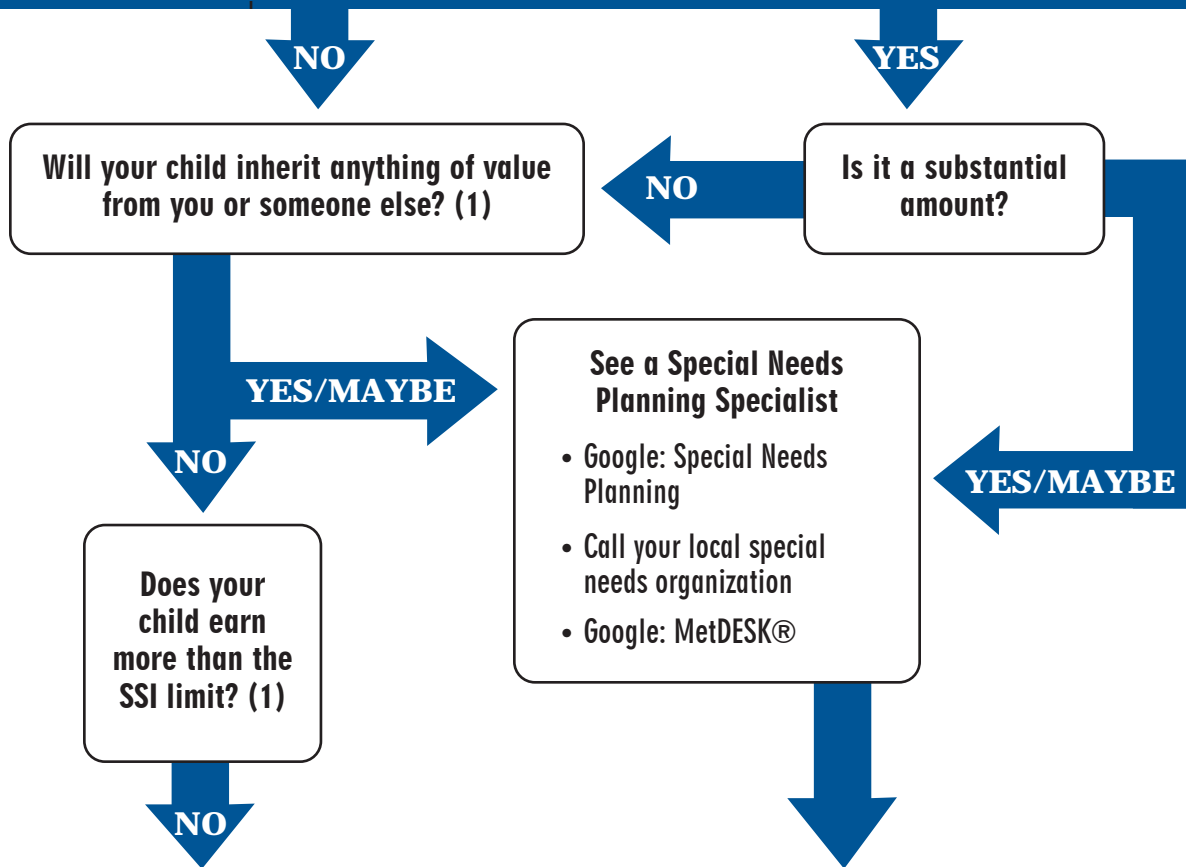 NO
YES
Will your child inherit anything of value
from you or someone else? (1)
NO
Is it a substantial
amount?
YES/MAYBE
NO
See a Special Needs
Planning Specialist
• Google: Special Needs
Planning
• Call your local special
needs organization
• Google: MetDESK®
YES/MAYBE
Does your
child earn
more than the
SSI limit? (1)
NO